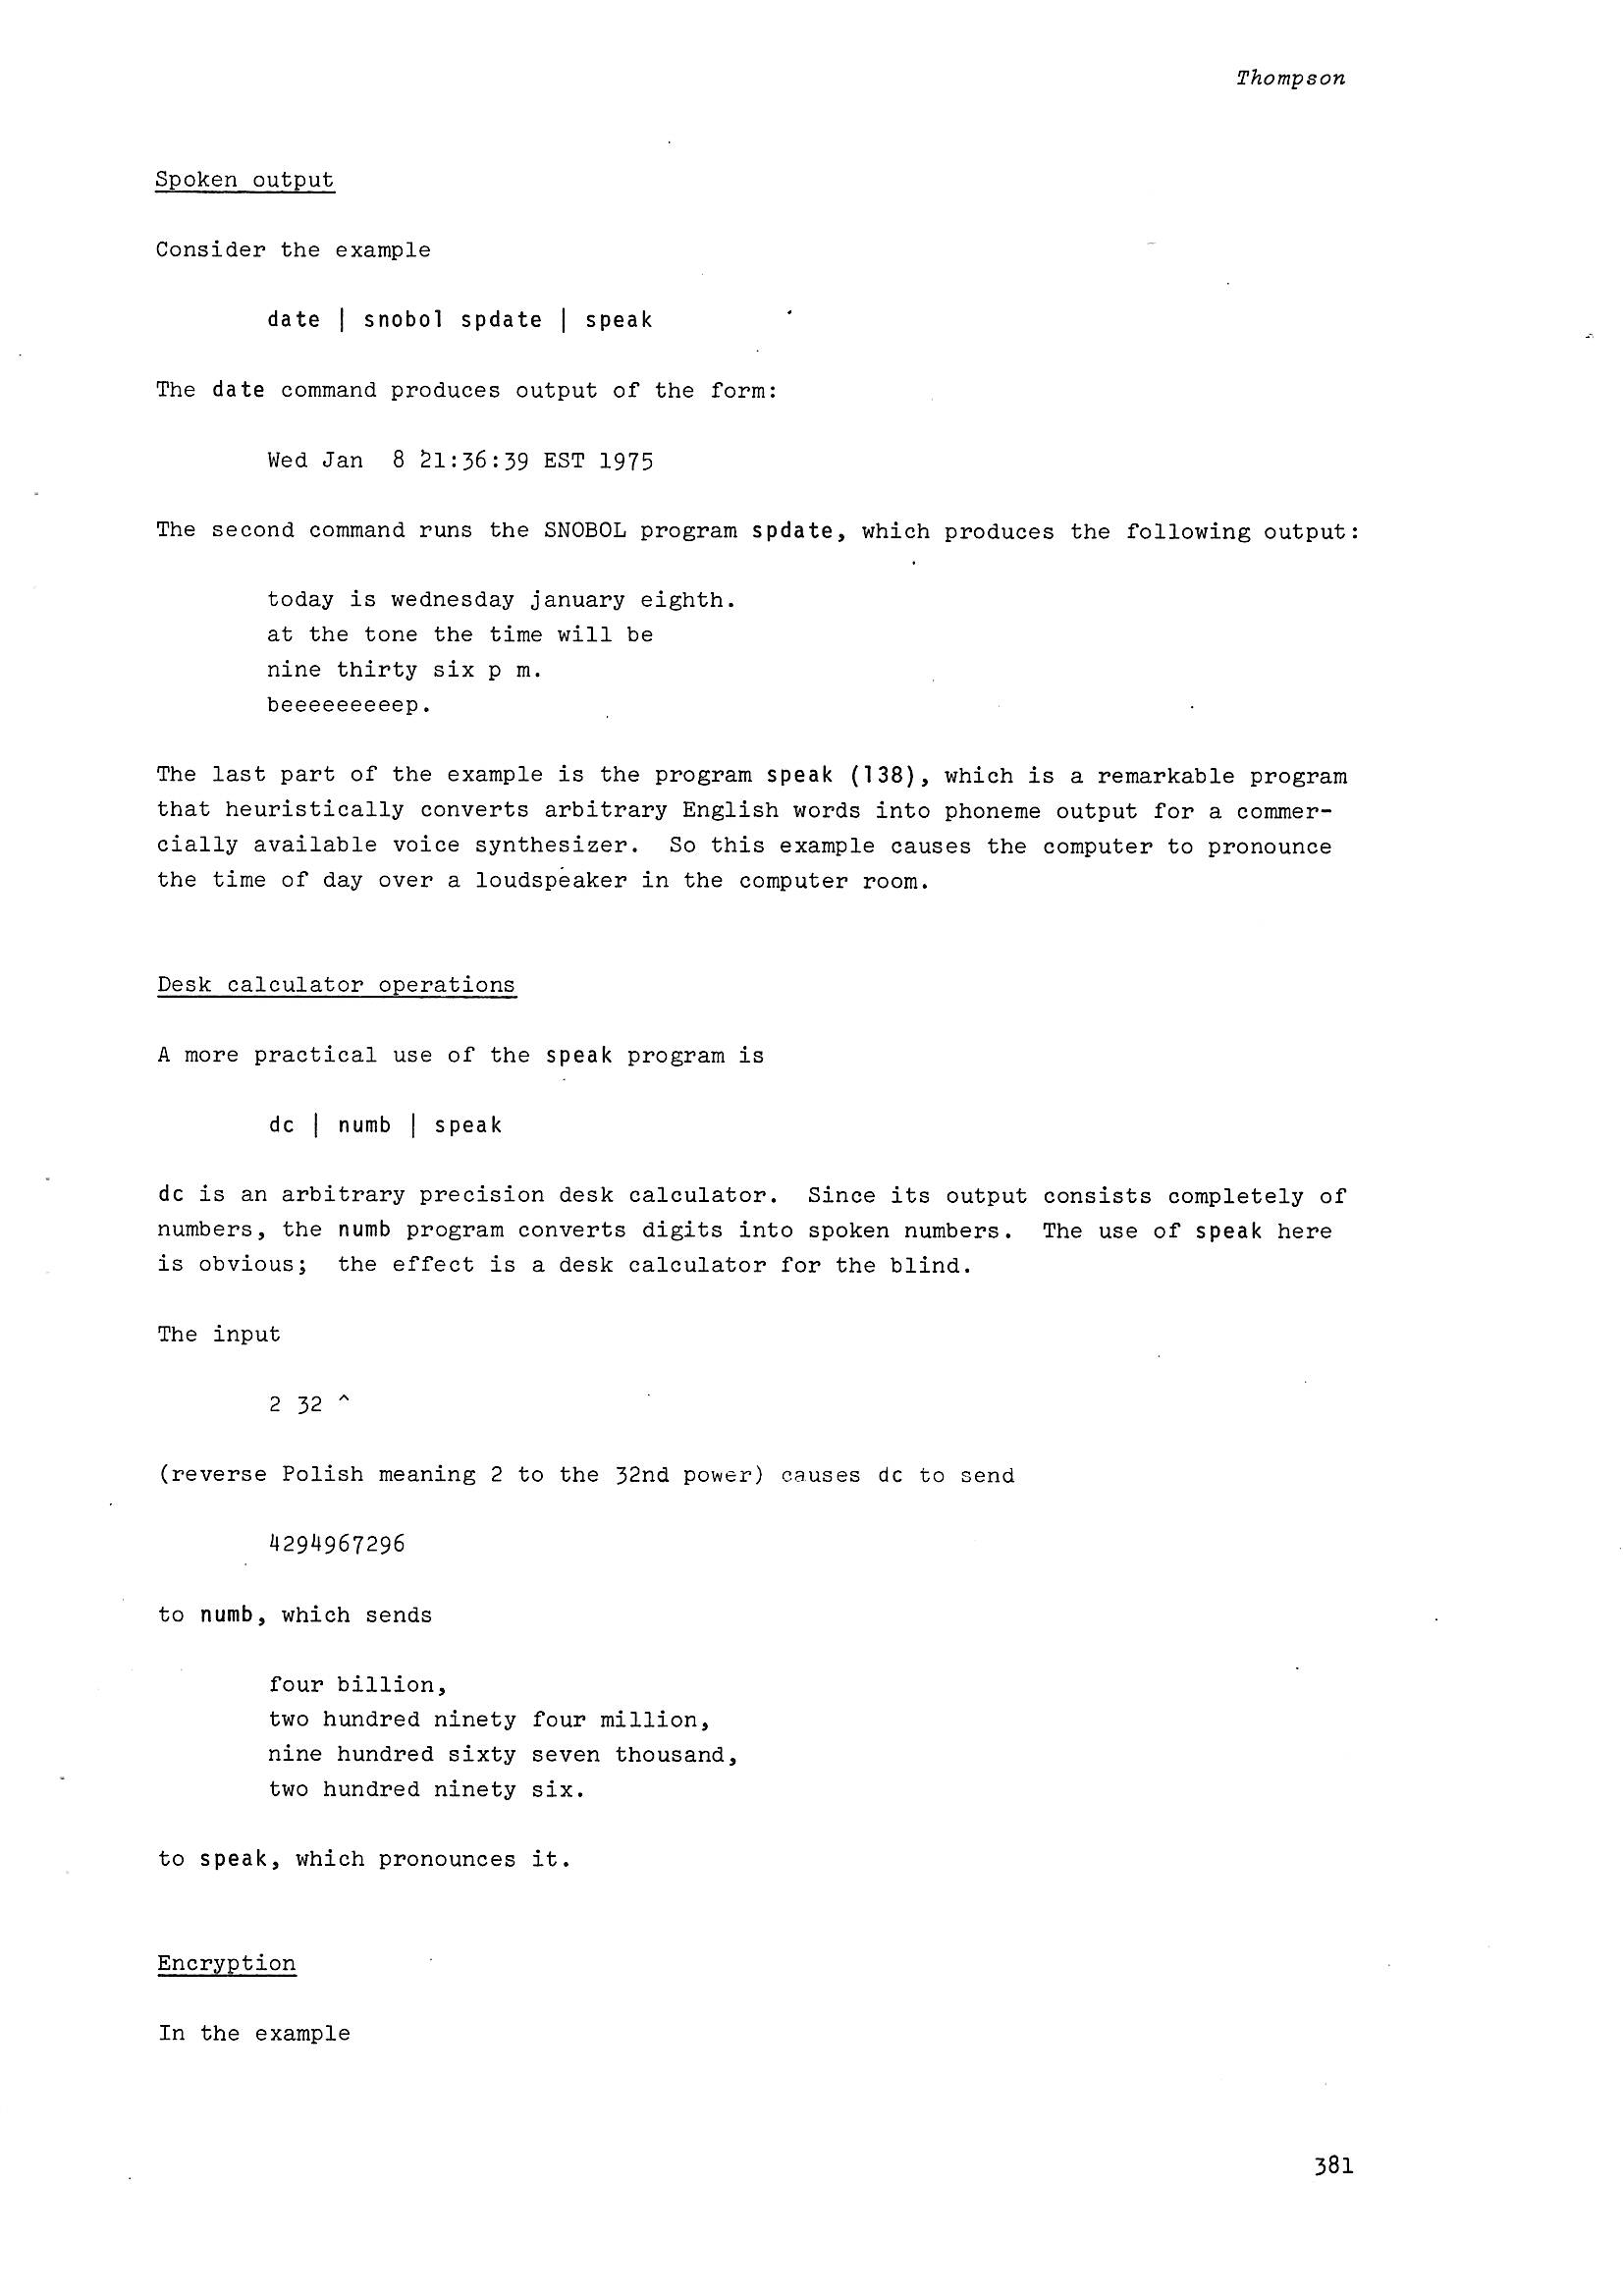 Thompson
Spoken output
Consider the example
date | snobol spdate | speak
The date command produces output of the form:
Wed Jan  8 21:36:39 EST 1975
The second command runs the SNOBOL program spdate, which produces the following output:
today is wednesday january eighth.
at the tone the time will be
nine thirty six p m.
beeeeeeeeep.
The last part of the example is the program speak (138), which is a remarkable program
that heuristically converts arbitrary English words into phoneme output for a commer-
cially available voice synthesizer.  So this example causes the computer to pronounce
the time of day over a loudspeaker in the computer room.
Desk calculator operations
A more practical use of the speak program is
dc | numb | speak
dc is an arbitrary precision desk calculator.  Since its output consists completely of
numbers, the numb program converts digits into spoken numbers.  The use of speak here
is obvious;  the effect is a desk calculator for the blind.
The input
2 32 ^
(reverse Polish meaning 2 to the 32nd power) causes dc to send
4294967296
to numb, which sends
four billion,
two hundred ninety four million,
nine hundred sixty seven thousand,
two hundred ninety six.
to speak, which pronounces it.
Encryption
In the example
381